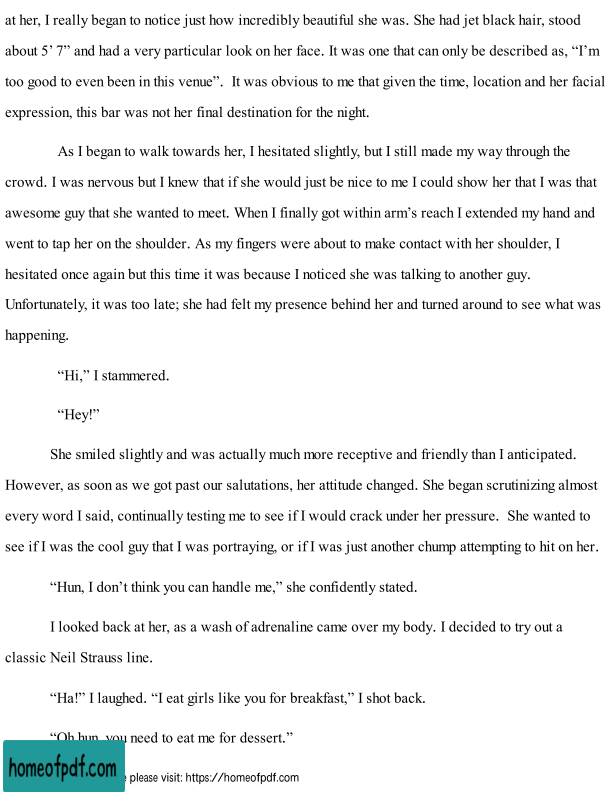 at her, I really began to notice just how incredibly beautiful she was. She had jet black hair, stood
about 5’ 7” and had a very particular look on her face. It was one that can only be described as, “I’m
too good to even been in this venue”.  It was obvious to me that given the time, location and her facial
expression, this bar was not her final destination for the night.
As I began to walk towards her, I hesitated slightly, but I still made my way through the
crowd. I was nervous but I knew that if she would just be nice to me I could show her that I was that
awesome guy that she wanted to meet. When I finally got within arm’s reach I extended my hand and
went to tap her on the shoulder. As my fingers were about to make contact with her shoulder, I
hesitated once again but this time it was because I noticed she was talking to another guy.
Unfortunately, it was too late; she had felt my presence behind her and turned around to see what was
happening.
“Hi,” I stammered.
“Hey!”
She smiled slightly and was actually much more receptive and friendly than I anticipated.
However, as soon as we got past our salutations, her attitude changed. She began scrutinizing almost
every word I said, continually testing me to see if I would crack under her pressure.  She wanted to
see if I was the cool guy that I was portraying, or if I was just another chump attempting to hit on her.
“Hun, I don’t think you can handle me,” she confidently stated.
I looked back at her, as a wash of adrenaline came over my body. I decided to try out a
classic Neil Strauss line.
“Ha!” I laughed. “I eat girls like you for breakfast,” I shot back.
“Oh hun, you need to eat me for dessert.”
homeofpdf.com
please visit: https://homeofpdf.com